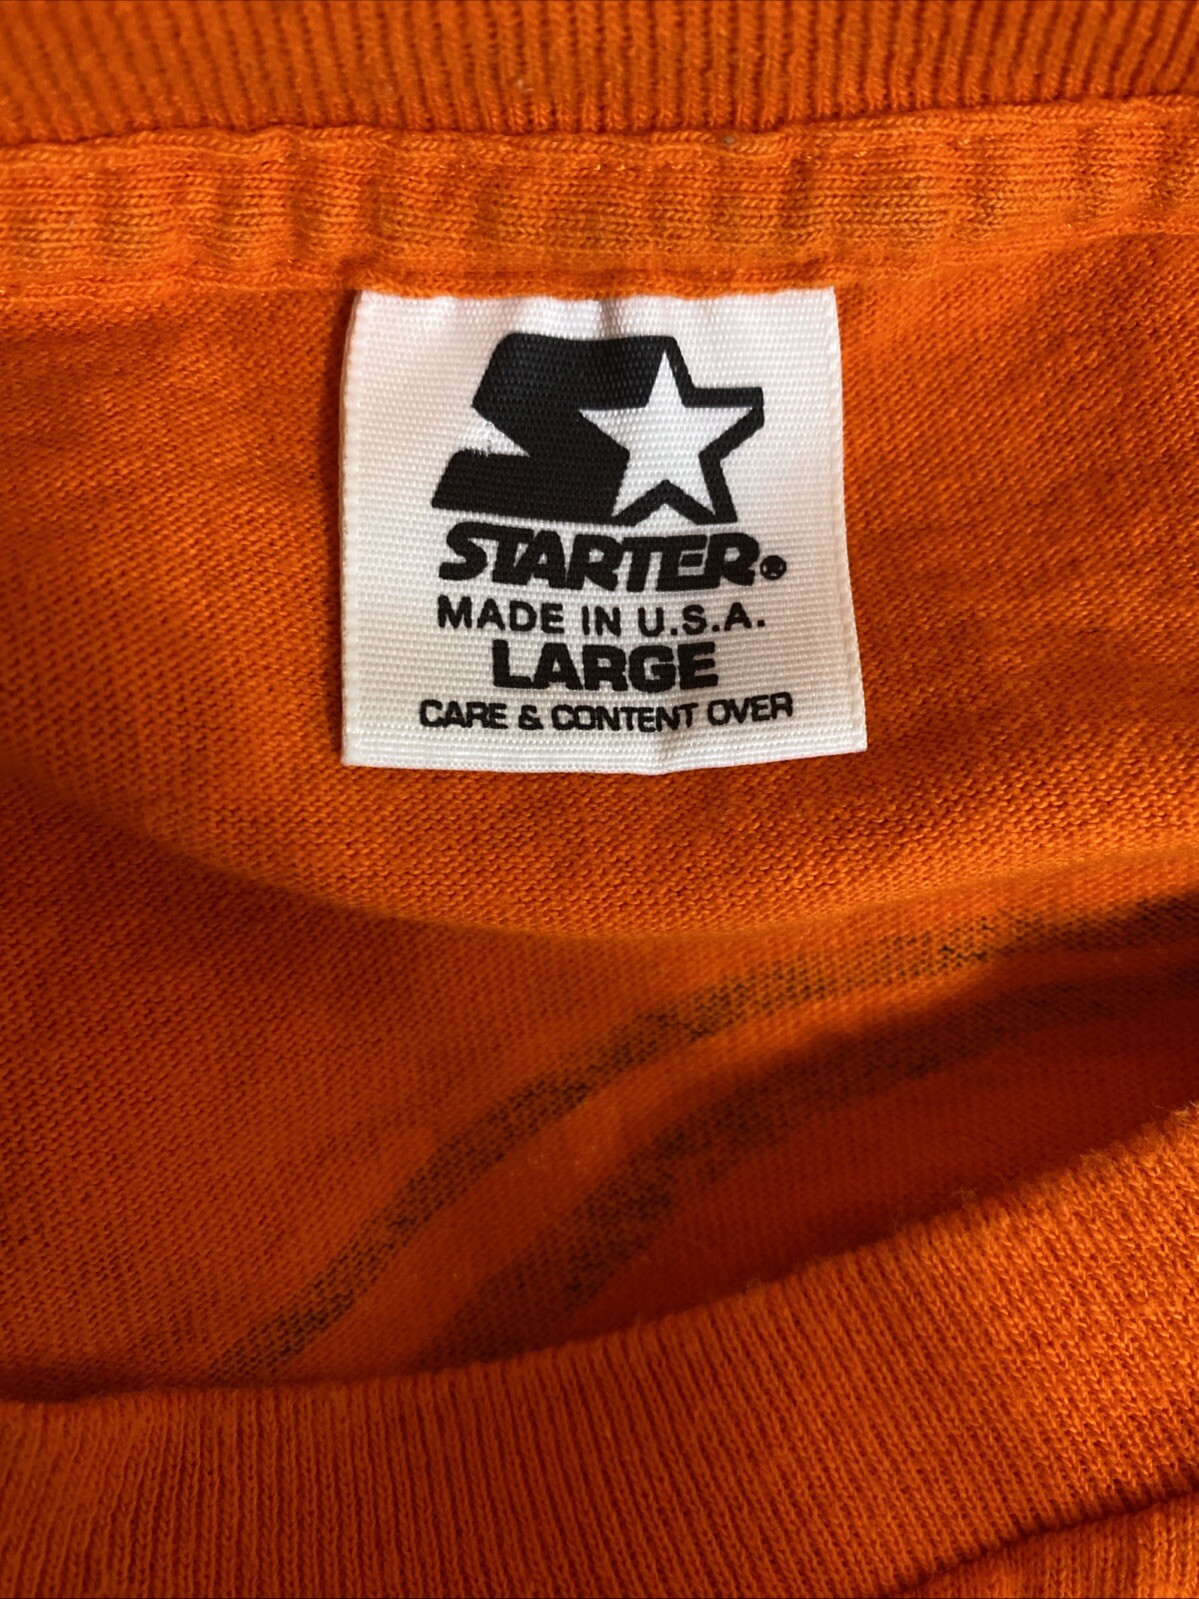 STARTER®
MADE IN U.S.A.
LARGE
CARE & CONTENT OVER